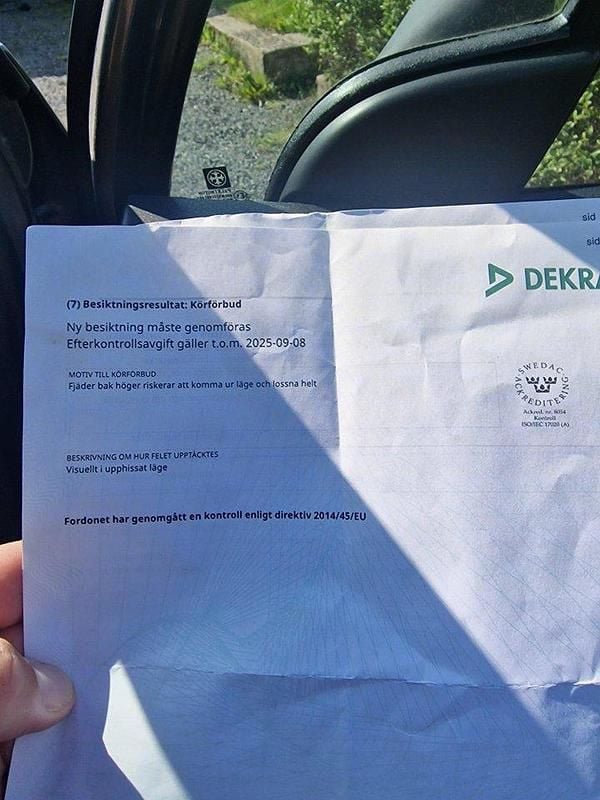 sid
sid
DEKRA
(7) Besiktningsresultat: Körförbud
Ny besiktning måste genomföras
Efterkontrollsavgift gäller t.o.m. 2025-09-08
MOTIV TILL KÖRFÖRBUD
Fjäder bak höger riskerar att komma ur läge och lossna helt
SWEDAC
ACKREDITERING
Ackred. nr. 8054
Kontroll
ISO/IEC 17020 (A)
BESKRIVNING OM HUR FELET UPPTÄCKTES
Visuellt i upphissat läge
Fordonet har genomgått en kontroll enligt direktiv 2014/45/EU